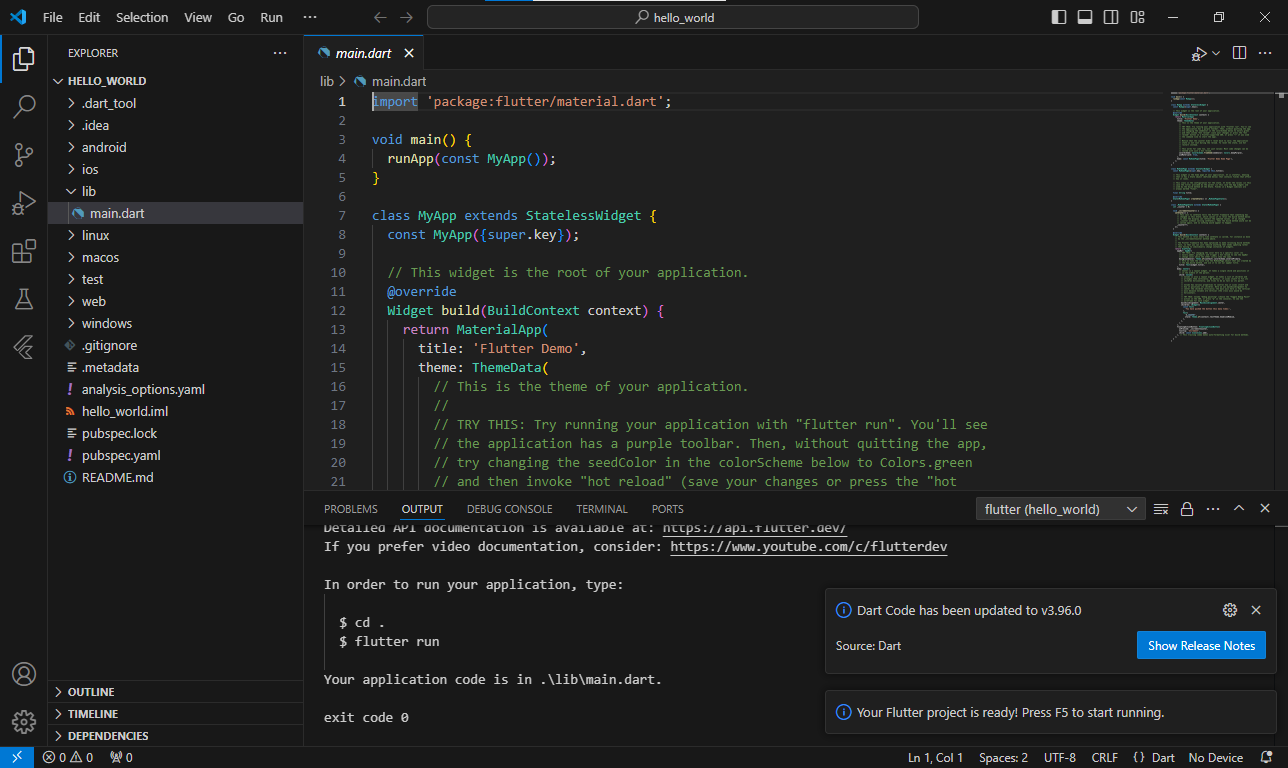 File Edit Selection View Go Run ···
hello_world
EXPLORER
HELLO_WORLD
.dart_tool
.idea
android
ios
lib
main.dart
linux
macos
test
web
windows
.gitignore
.metadata
analysis_options.yaml
hello_world.iml
pubspec.lock
pubspec.yaml
README.md
OUTLINE
TIMELINE
DEPENDENCIES
main.dart
lib > main.dart
1 import 'package:flutter/material.dart';
2
3 void main() {
4 runApp(const MyApp());
5 }
6
7 class MyApp extends StatelessWidget {
8 const MyApp({super.key});
9
10 // This widget is the root of your application.
11 @override
12 Widget build(BuildContext context) {
13 return MaterialApp(
14 title: 'Flutter Demo',
15 theme: ThemeData(
16 // This is the theme of your application.
17 //
18 // TRY THIS: Try running your application with "flutter run". You'll see
19 // the application has a purple toolbar. Then, without quitting the app,
20 // try changing the seedColor in the colorScheme below to Colors.green
21 // and then invoke "hot reload" (save your changes or press the "hot
PROBLEMS OUTPUT DEBUG CONSOLE TERMINAL PORTS
flutter (hello_world)
Detailed API documentation is available at: https://api.flutter.dev/
If you prefer video documentation, consider: https://www.youtube.com/c/flutterdev
In order to run your application, type:
$ cd .
$ flutter run
Your application code is in .\lib\main.dart.
exit code 0
Dart Code has been updated to v3.96.0
Source: Dart
Show Release Notes
Your Flutter project is ready! Press F5 to start running.
0 0 0
Ln 1, Col 1 Spaces: 2 UTF-8 CRLF {} Dart No Device